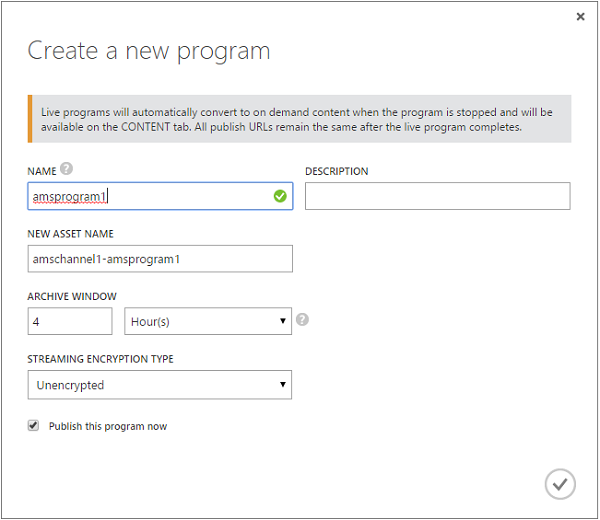 Create a new program
Live programs will automatically convert to on demand content when the program is stopped and will be
available on the CONTENT tab. All publish URLs remain the same after the live program completes.
NAME ?
DESCRIPTION
amsprogram1
NEW ASSET NAME
amschannel1-amsprogram1
ARCHIVE WINDOW
4 Hour(s) ?
STREAMING ENCRYPTION TYPE
Unencrypted
Publish this program now